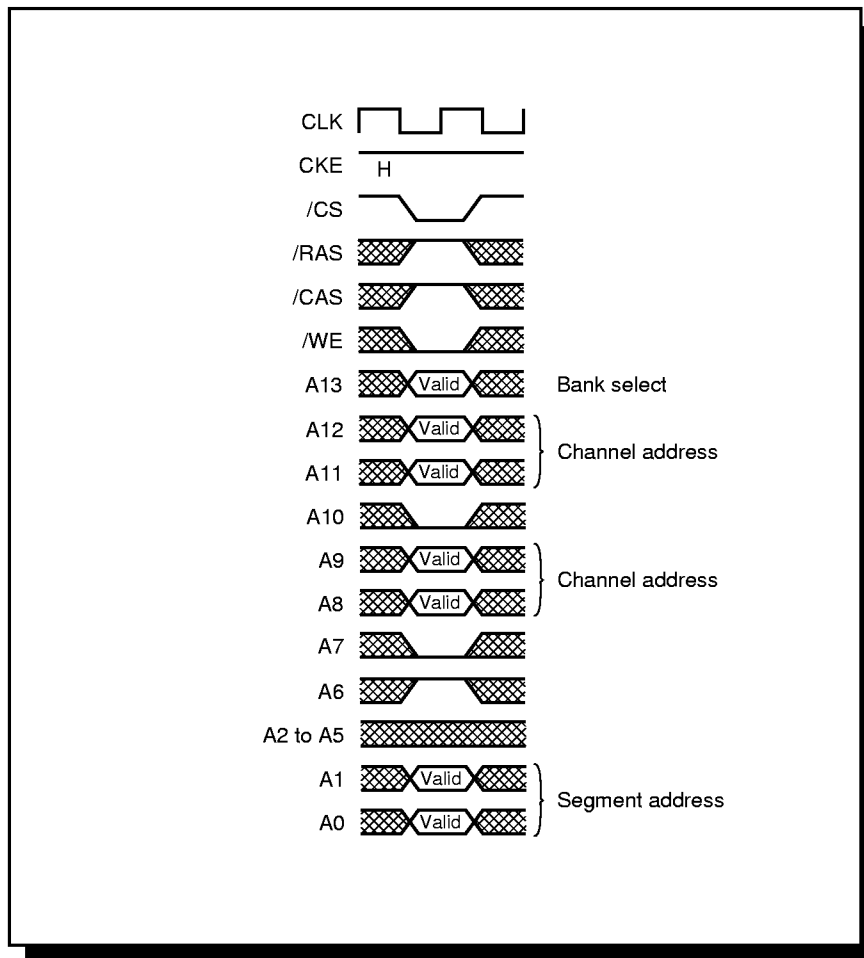 CLK
CKE H
/CS
/RAS
/CAS
/WE
A13 Valid Bank select
A12 Valid
Channel address
A11 Valid
A10
A9 Valid
Channel address
A8 Valid
A7
A6
A2 to A5
A1 Valid
Segment address
A0 Valid